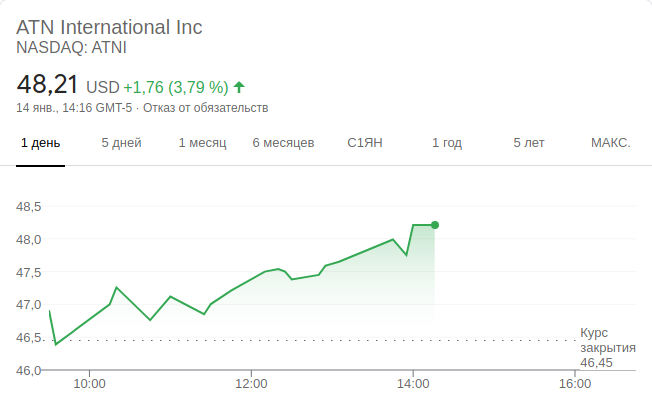 ATN International Inc
NASDAQ: ATNI
48,21 USD +1,76 (3,79 %)
14 янв., 14:16 GMT-5 · Отказ от обязательств
1 день 5 дней 1 месяц 6 месяцев С1ЯН 1 год 5 лет МАКС.
48,5
48,0
47,5
47,0
46,5
46,0
Курс
закрытия
46,45
10:00 12:00 14:00 16:00